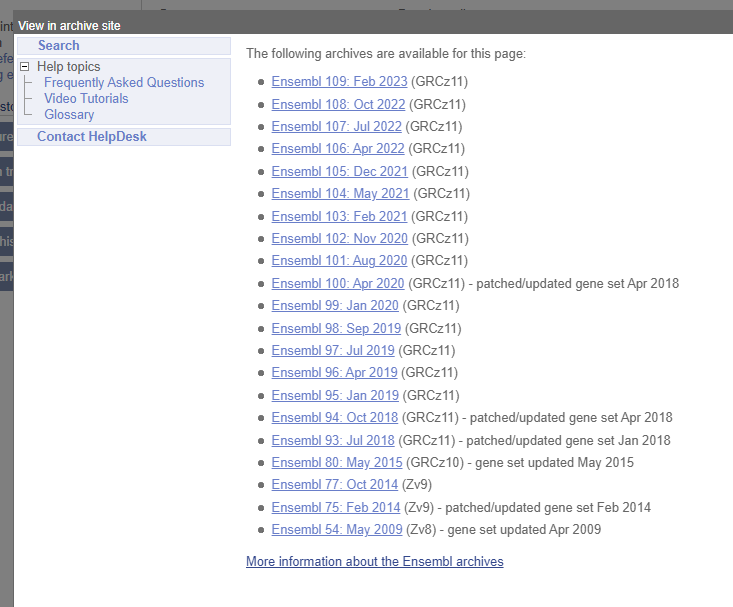 View in archive site
Search
Help topics
Frequently Asked Questions
Video Tutorials
Glossary
Contact HelpDesk
The following archives are available for this page:
Ensembl 109: Feb 2023 (GRCz11)
Ensembl 108: Oct 2022 (GRCz11)
Ensembl 107: Jul 2022 (GRCz11)
Ensembl 106: Apr 2022 (GRCz11)
Ensembl 105: Dec 2021 (GRCz11)
Ensembl 104: May 2021 (GRCz11)
Ensembl 103: Feb 2021 (GRCz11)
Ensembl 102: Nov 2020 (GRCz11)
Ensembl 101: Aug 2020 (GRCz11)
Ensembl 100: Apr 2020 (GRCz11) - patched/updated gene set Apr 2018
Ensembl 99: Jan 2020 (GRCz11)
Ensembl 98: Sep 2019 (GRCz11)
Ensembl 97: Jul 2019 (GRCz11)
Ensembl 96: Apr 2019 (GRCz11)
Ensembl 95: Jan 2019 (GRCz11)
Ensembl 94: Oct 2018 (GRCz11) - patched/updated gene set Apr 2018
Ensembl 93: Jul 2018 (GRCz11) - patched/updated gene set Jan 2018
Ensembl 80: May 2015 (GRCz10) - gene set updated May 2015
Ensembl 77: Oct 2014 (Zv9)
Ensembl 75: Feb 2014 (Zv9) - patched/updated gene set Feb 2014
Ensembl 54: May 2009 (Zv8) - gene set updated Apr 2009
More information about the Ensembl archives